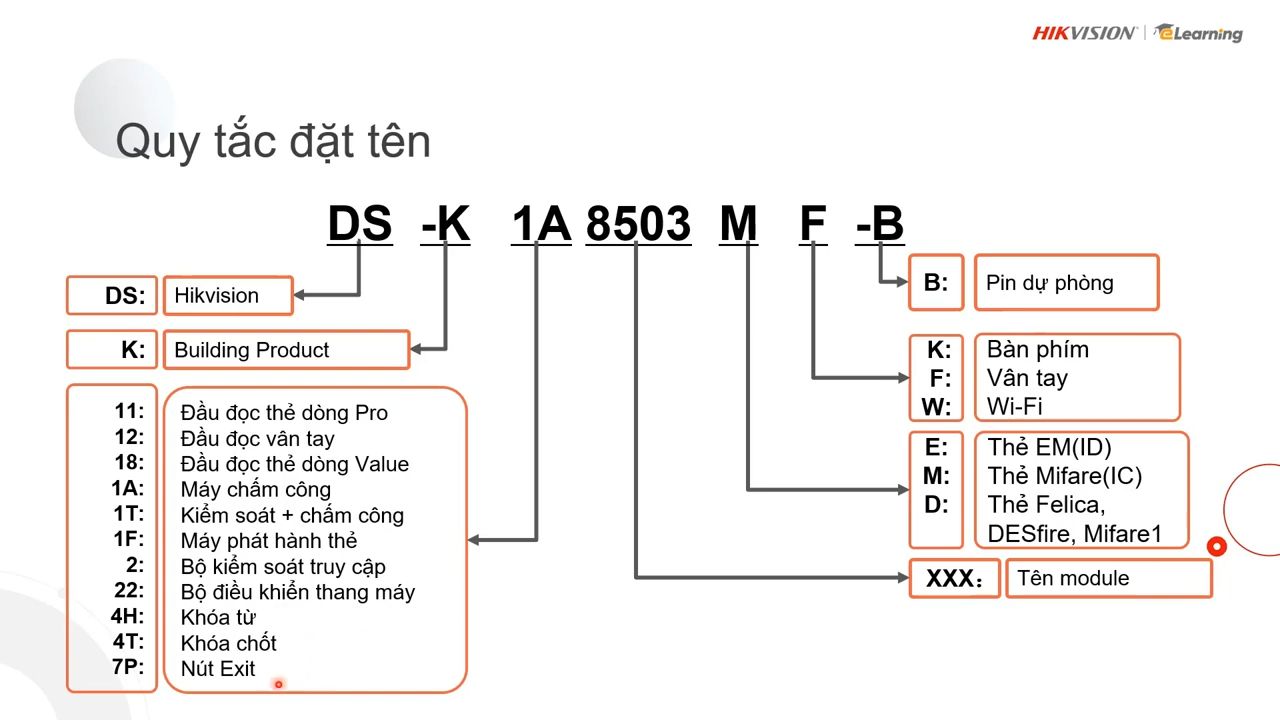 HIKVISION eLearning
Quy tắc đặt tên
DS -K 1A 8503 M F -B
DS: Hikvision
K: Building Product
11: Đầu đọc thẻ dòng Pro
12: Đầu đọc vân tay
18: Đầu đọc thẻ dòng Value
1A: Máy chấm công
1T: Kiểm soát + chấm công
1F: Máy phát hành thẻ
2: Bộ kiểm soát truy cập
22: Bộ điều khiển thang máy
4H: Khóa từ
4T: Khóa chốt
7P: Nút Exit
B: Pin dự phòng
K: Bàn phím
F: Vân tay
W: Wi-Fi
E: Thẻ EM(ID)
M: Thẻ Mifare(IC)
D: Thẻ Felica,
DESfire, Mifare1
XXX： Tên module